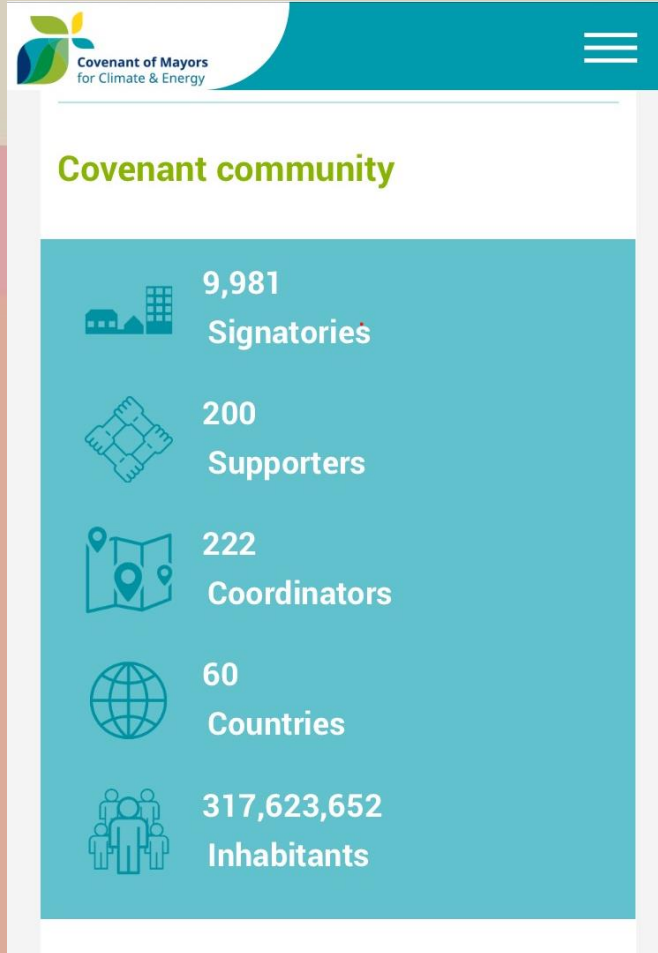 Covenant of Mayors
for Climate & Energy
Covenant community
9,981
Signatories
200
Supporters
222
Coordinators
60
Countries
317,623,652
Inhabitants